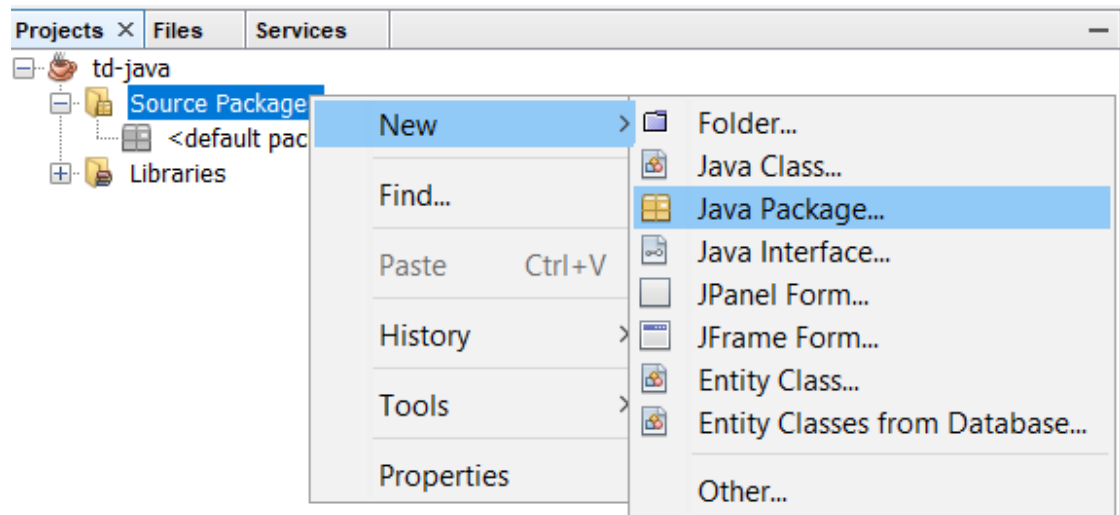 Projects × Files Services
td-java
Source Package
<default pac
Libraries
New
Find...
Paste Ctrl+V
History
Tools
Properties
Folder...
Java Class...
Java Package...
Java Interface...
JPanel Form...
JFrame Form...
Entity Class...
Entity Classes from Database...
Other...